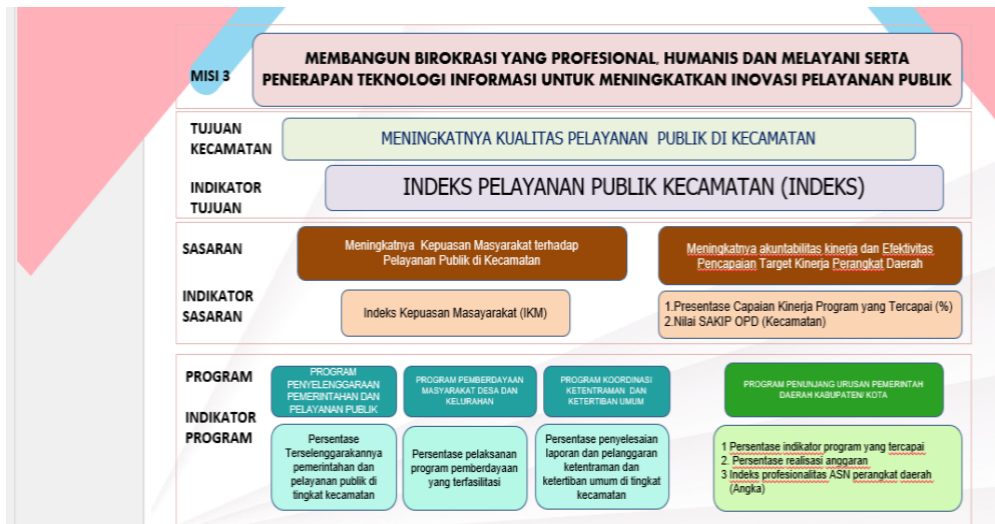 MISI 3
MEMBANGUN BIROKRASI YANG PROFESIONAL, HUMANIS DAN MELAYANI SERTA
PENERAPAN TEKNOLOGI INFORMASI UNTUK MENINGKATKAN INOVASI PELAYANAN PUBLIK
TUJUAN
KECAMATAN
MENINGKATNYA KUALITAS PELAYANAN PUBLIK DI KECAMATAN
INDIKATOR
TUJUAN
INDEKS PELAYANAN PUBLIK KECAMATAN (INDEKS)
SASARAN
Meningkatnya Kepuasan Masyarakat terhadap
Pelayanan Publik di Kecamatan
Meningkatnya akuntabilitas kinerja dan Efektivitas
Pencapaian Target Kinerja Perangkat Daerah
INDIKATOR
SASARAN
Indeks Kepuasan Masayarakat (IKM)
1.Presentase Capaian Kinerja Program yang Tercapai (%)
2.Nilai SAKIP OPD (Kecamatan)
PROGRAM
PROGRAM
PENYELENGGARAAN
PEMERINTAHAN DAN
PELAYANAN PUBLIK
PROGRAM PEMBERDAYAAN
MASYARAKAT DESA DAN
KELURAHAN
PROGRAM KOORDINASI
KETENTRAMAN DAN
KETERTIBAN UMUM
PROGRAM PENUNJANG URUSAN PEMERINTAH
DAERAH KABUPATEN/ KOTA
INDIKATOR
PROGRAM
Persentase
Terselenggarakannya
pemerintahan dan
pelayanan publik di
tingkat kecamatan
Persentase pelaksanan
program pemberdayaan
yang terfasilitasi
Persentase penyelesaian
laporan dan pelanggaran
ketentraman dan
ketertiban umum di tingkat
kecamatan
1 Persentase indikator program yang tercapai
2. Persentase realisasi anggaran
3 Indeks profesionalitas ASN perangkat daerah
(Angka)